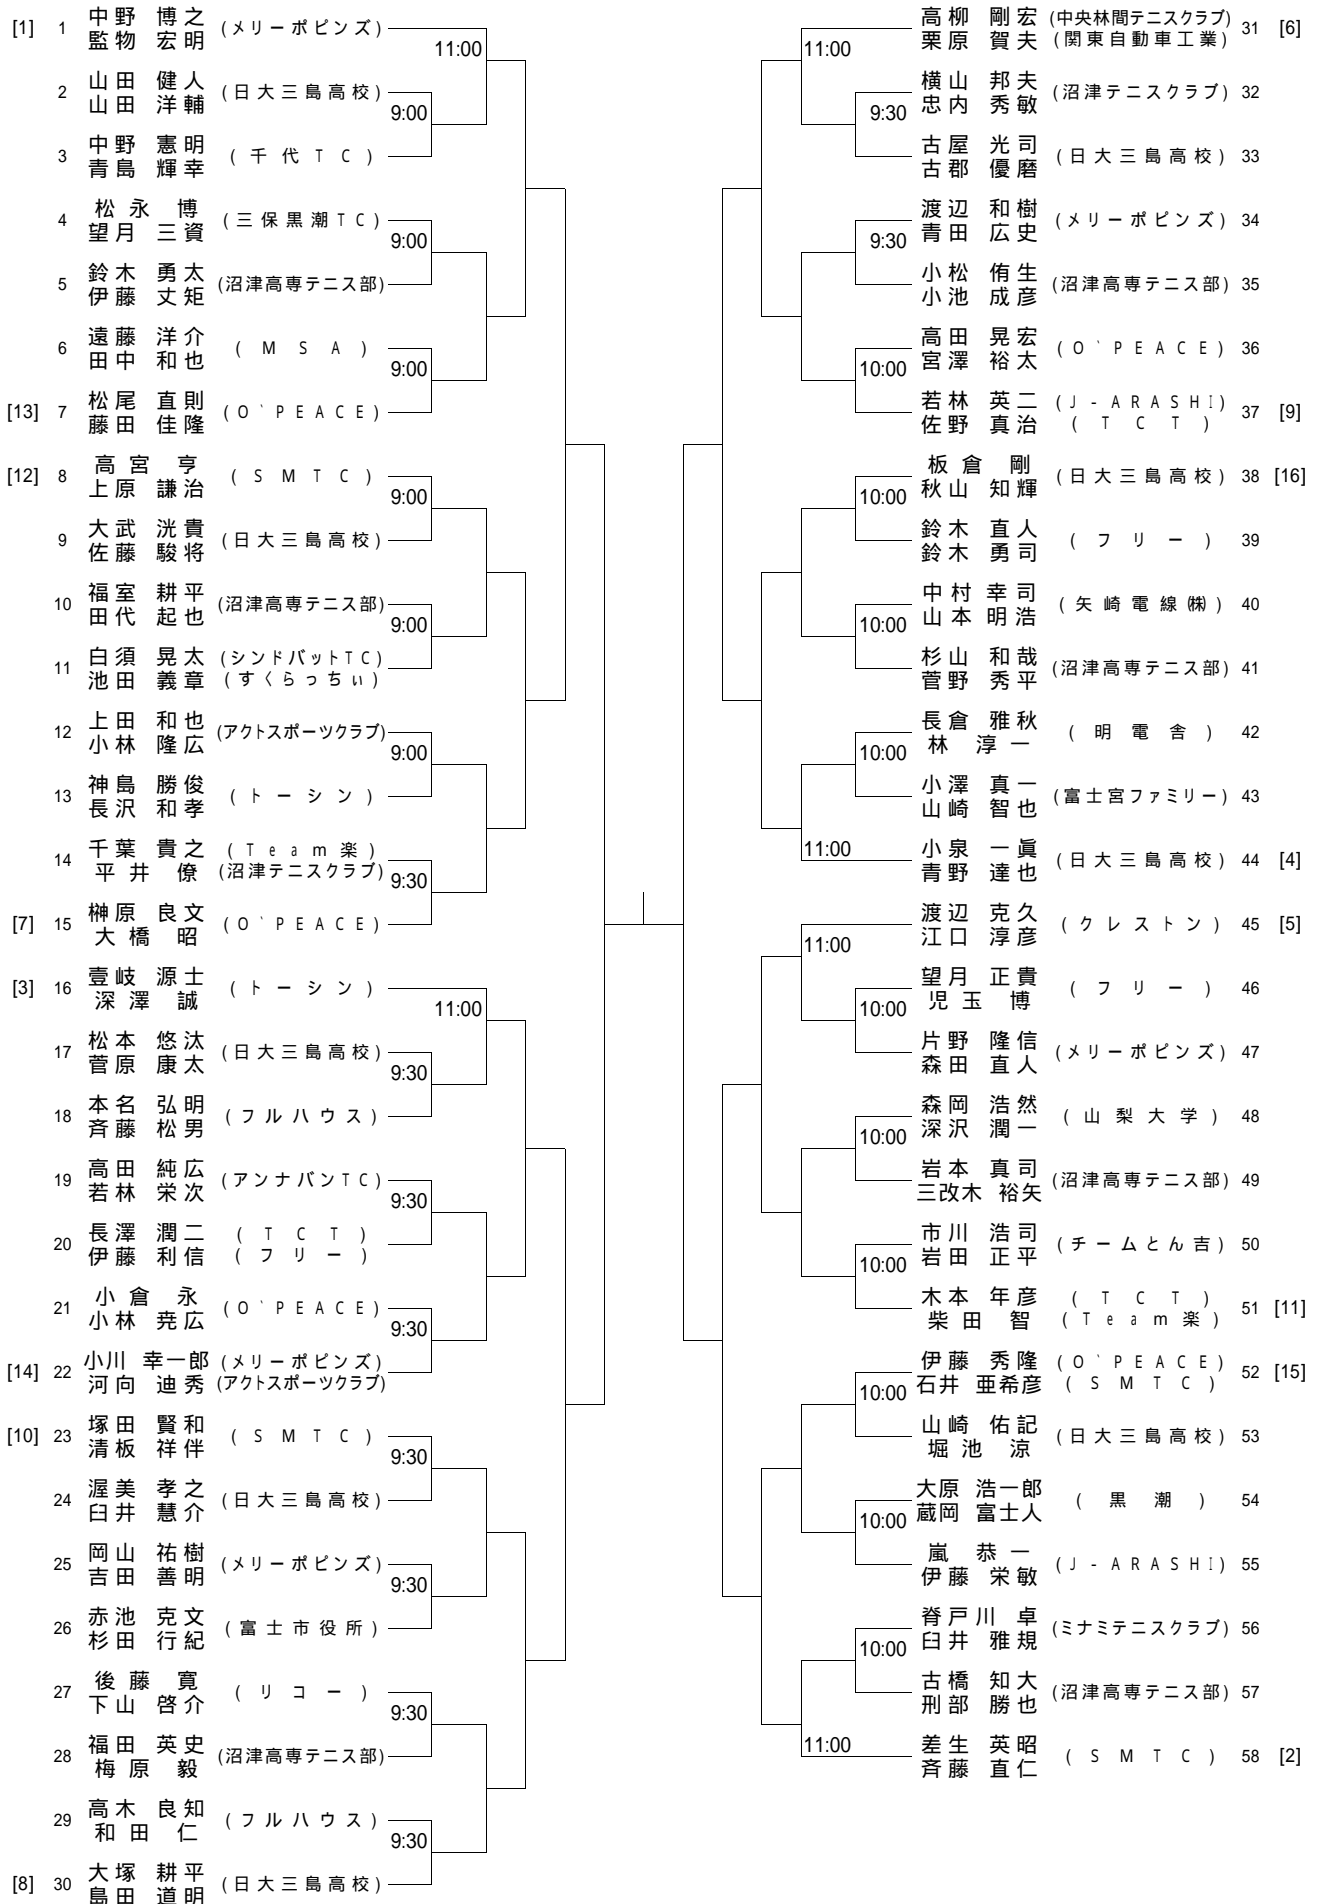 [1] 1 中野 博之 (メリーポピンズ)
監物 宏明
11:00
2 山田 健人 (日大三島高校)
山田 洋輔
9:00
3 中野 憲明 (千代TC)
青島 輝幸
4 松永 博 (三保黒潮TC)
望月 三資
9:00
5 鈴木 勇太 (沼津高専テニス部)
伊藤 丈矩
6 遠藤 洋介 (MSA)
田中 和也
9:00
[13] 7 松尾 直則 (O`PEACE)
藤田 佳隆
[12] 8 高宮 亨 (SMTC)
上原 謙治
9:00
9 大武 洸貴 (日大三島高校)
佐藤 駿将
10 福室 耕平 (沼津高専テニス部)
田代 起也
9:00
11 白須 晃太 (シンドバットTC)
池田 義章 (すくらっちぃ)
12 上田 和也 (アクトスポーツクラブ)
小林 隆広
9:00
13 神島 勝俊 (トーシン)
長沢 和孝
14 千葉 貴之 (Team楽)
平井 僚 (沼津テニスクラブ)
9:30
[7] 15 榊原 良文 (O`PEACE)
大橋 昭
[3] 16 壹岐 源士 (トーシン)
深澤 誠
11:00
17 松本 悠汰 (日大三島高校)
菅原 康太
9:30
18 本名 弘明 (フルハウス)
斉藤 松男
19 高田 純広 (アンナバンTC)
若林 栄次
9:30
20 長澤 潤二 (TCT)
伊藤 利信 (フリー)
21 小倉 永 (O`PEACE)
小林 尭広
9:30
[14] 22 小川 幸一郎 (メリーポピンズ)
河向 迪秀 (アクトスポーツクラブ)
[10] 23 塚田 賢和 (SMTC)
清板 祥伴
9:30
24 渥美 孝之 (日大三島高校)
臼井 慧介
25 岡山 祐樹 (メリーポピンズ)
吉田 善明
9:30
26 赤池 克文 (富士市役所)
杉田 行紀
27 後藤 寛 (リコー)
下山 啓介
9:30
28 福田 英史 (沼津高専テニス部)
梅原 毅
29 高木 良知 (フルハウス)
和田 仁
9:30
[8] 30 大塚 耕平 (日大三島高校)
島田 道明
高柳 剛宏 (中央林間テニスクラブ) 31 [6]
栗原 賀夫 (関東自動車工業)
11:00
横山 邦夫 (沼津テニスクラブ) 32
忠内 秀敏
9:30
古屋 光司 (日大三島高校) 33
古郡 優磨
渡辺 和樹 (メリーポピンズ) 34
青田 広史
9:30
小松 侑生 (沼津高専テニス部) 35
小池 成彦
高田 晃宏 (O`PEACE) 36
宮澤 裕太
10:00
若林 英二 (J-ARASHI) 37 [9]
佐野 真治 (TCT)
板倉 剛 (日大三島高校) 38 [16]
秋山 知輝
10:00
鈴木 直人 (フリー) 39
鈴木 勇司
中村 幸司 (矢崎電線㈱) 40
山本 明浩
10:00
杉山 和哉 (沼津高専テニス部) 41
菅野 秀平
長倉 雅秋 (明電舎) 42
林 淳一
10:00
小澤 真一 (富士宮ファミリー) 43
山崎 智也
11:00
小泉 一眞 (日大三島高校) 44 [4]
青野 達也
渡辺 克久 (クレストン) 45 [5]
江口 淳彦
11:00
望月 正貴 (フリー) 46
児玉 博
10:00
片野 隆信 (メリーポピンズ) 47
森田 直人
森岡 浩然 (山梨大学) 48
深沢 潤一
10:00
岩本 真司 (沼津高専テニス部) 49
三改木 裕矢
市川 浩司 (チームとん吉) 50
岩田 正平
10:00
木本 年彦 (TCT) 51 [11]
柴田 智 (Team楽)
伊藤 秀隆 (O`PEACE) 52 [15]
石井 亜希彦 (SMTC)
10:00
山崎 佑記 (日大三島高校) 53
堀池 涼
大原 浩一郎 (黒潮) 54
蔵岡 富士人
10:00
嵐 恭一 (J-ARASHI) 55
伊藤 栄敏
脊戸川 卓 (ミナミテニスクラブ) 56
臼井 雅規
10:00
古橋 知大 (沼津高専テニス部) 57
刑部 勝也
11:00
差生 英昭 (SMTC) 58 [2]
斉藤 直仁